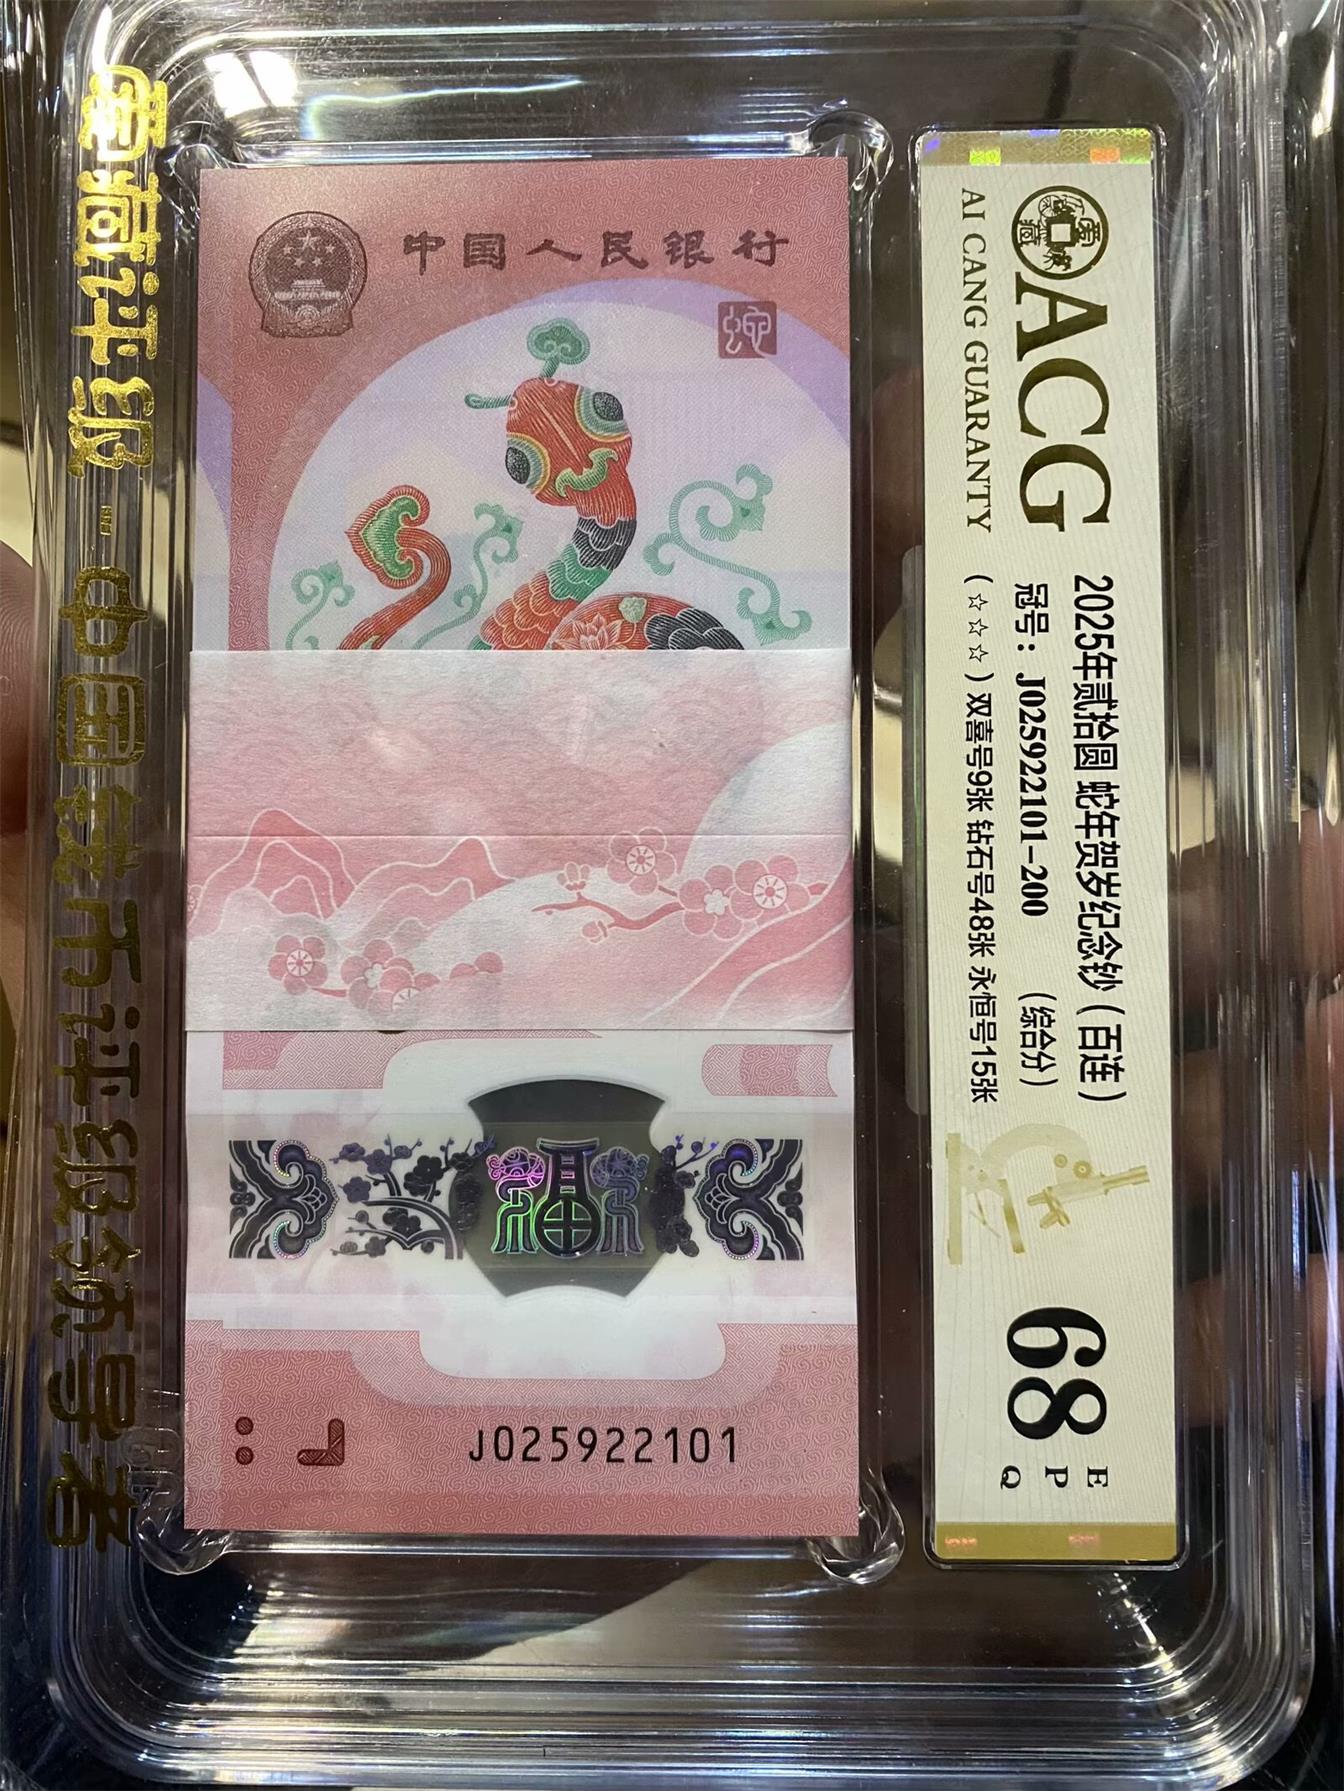 爱藏评级-中国钱币评级领导者
中国人民银行
蛇
J025922101
ACG
AI CANG GUARANTY
2025年贰拾圆 蛇年贺岁纪念钞(百连)
冠号:J025922101-200 (综合分)
(☆☆☆)双喜号9张 钻石号48张 永恒号15张
68
E
P
Q